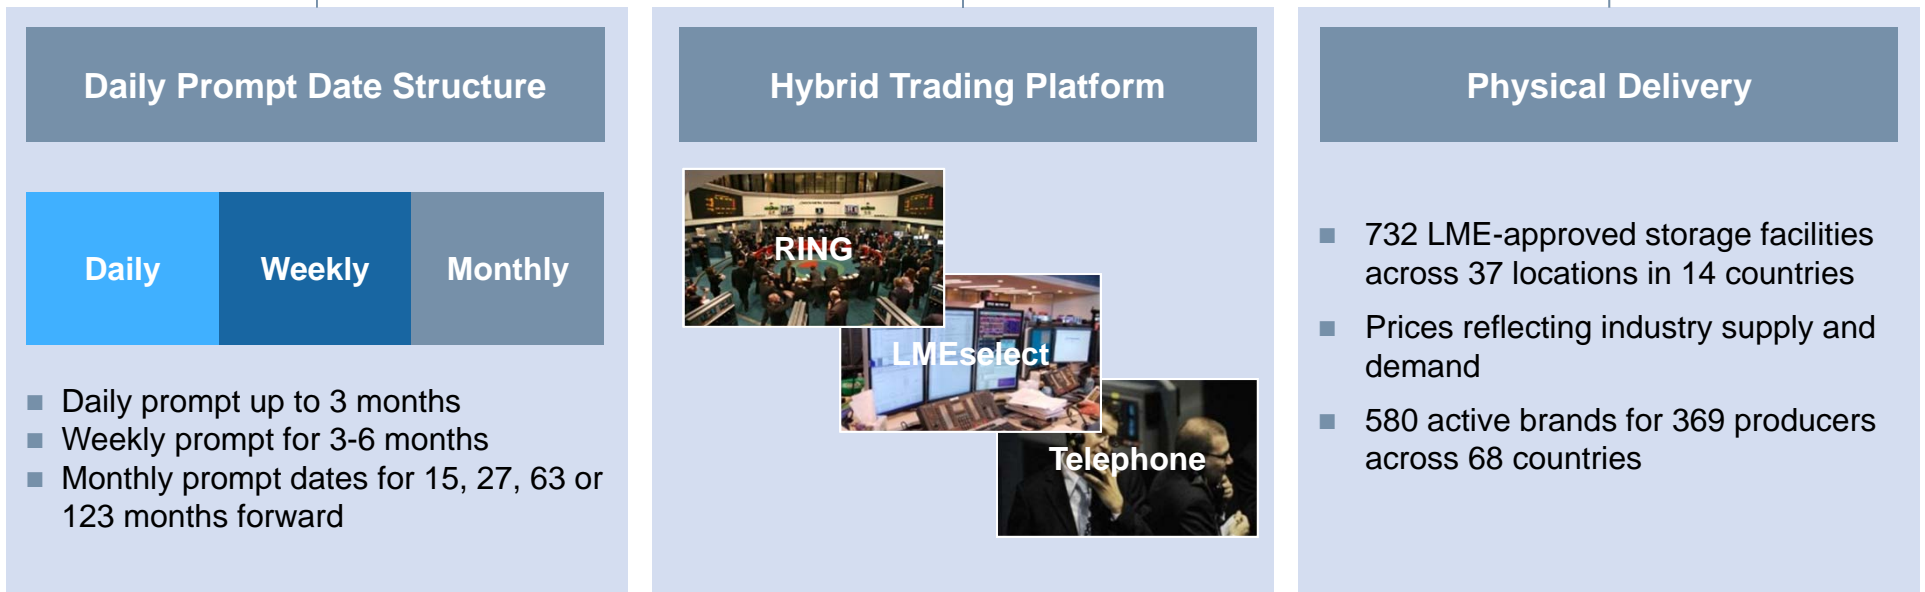 Daily Prompt Date Structure
Daily
Weekly
Monthly
Daily prompt up to 3 months
Weekly prompt for 3-6 months
Monthly prompt dates for 15, 27, 63 or
123 months forward
Hybrid Trading Platform
RING
LMEselect
Telephone
Physical Delivery
732 LME-approved storage facilities
across 37 locations in 14 countries
Prices reflecting industry supply and
demand
580 active brands for 369 producers
across 68 countries